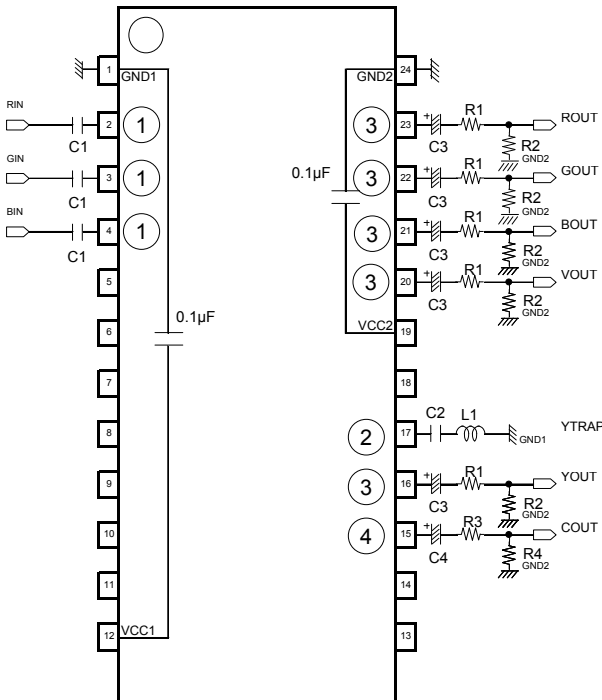 1 GND1 GND2 24
RIN C1 2 1 3 23 + C3 R1 R2 GND2 ROUT
GIN C1 3 1 3 22 + C3 R1 R2 GND2 GOUT
0.1µF
BIN C1 4 1 3 21 + C3 R1 R2 GND2 BOUT
5 3 20 + C3 R1 R2 GND2 VOUT
0.1µF
6 VCC2 19
7 18
8 2 17 C2 L1 GND1 YTRAP
9 3 16 + C3 R1 R2 GND2 YOUT
10 4 15 + C4 R3 R4 GND2 COUT
11 14
12 VCC1 13